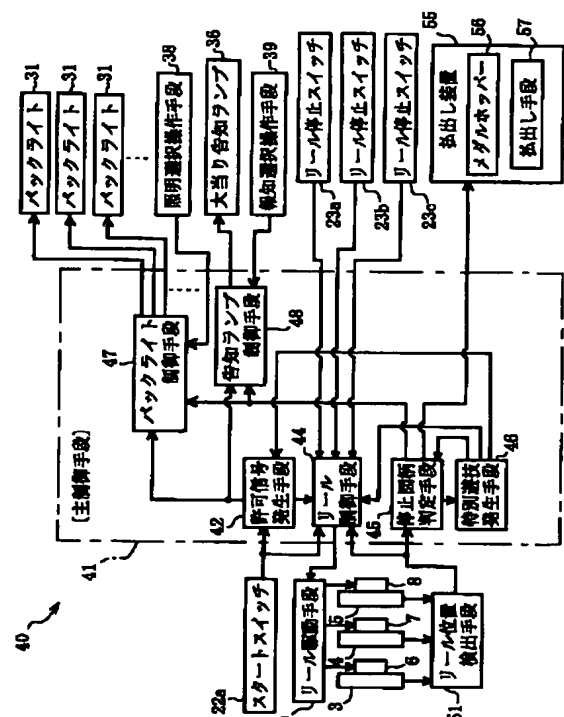 40
41
[主制御手段]
バックライト
31
バックライト
31
バックライト
31
照明選択操作手段
38
大当り告知ランプ
36
報知選択操作手段
39
リール停止スイッチ
23a
リール停止スイッチ
23b
リール停止スイッチ
23c
払出し装置
55
メダルホッパー
56
払出し手段
57
47
バックライト
制御手段
告知ランプ
制御手段
48
42
許可信号
発生手段
44
リール
制御手段
45
停止図柄
判定手段
特別遊技
発生手段
46
22a
スタートスイッチ
リール駆動手段
3
6
4
7
5
8
リール位置
検出手段
51